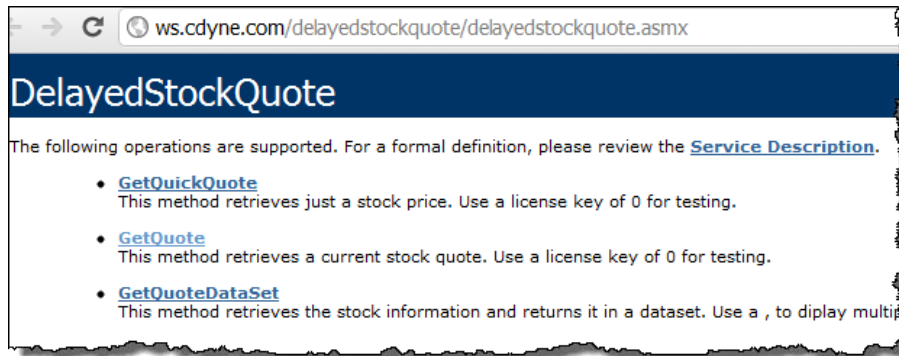 ws.cdyne.com/delayedstockquote/delayedstockquote.asmx
DelayedStockQuote
The following operations are supported. For a formal definition, please review the Service Description.
GetQuickQuote
This method retrieves just a stock price. Use a license key of 0 for testing.
GetQuote
This method retrieves a current stock quote. Use a license key of 0 for testing.
GetQuoteDataSet
This method retrieves the stock information and returns it in a dataset. Use a , to diplay